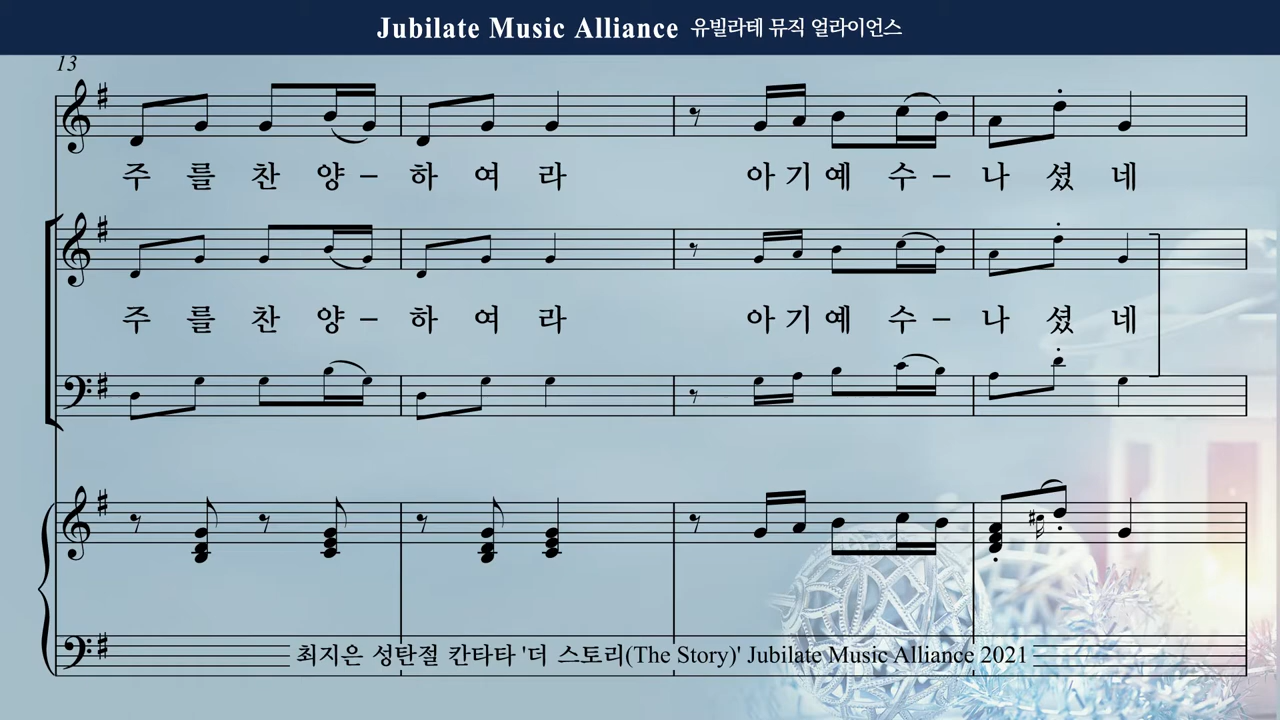 Jubilate Music Alliance 유빌라테 뮤직 얼라이언스
13
주 를 찬 양 – 하 여 라 아 기 예 수 – 나 셨 네
주 를 찬 양 – 하 여 라 아 기 예 수 – 나 셨 네
최지은 성탄절 칸타타 '더 스토리(The Story)' Jubilate Music Alliance 2021